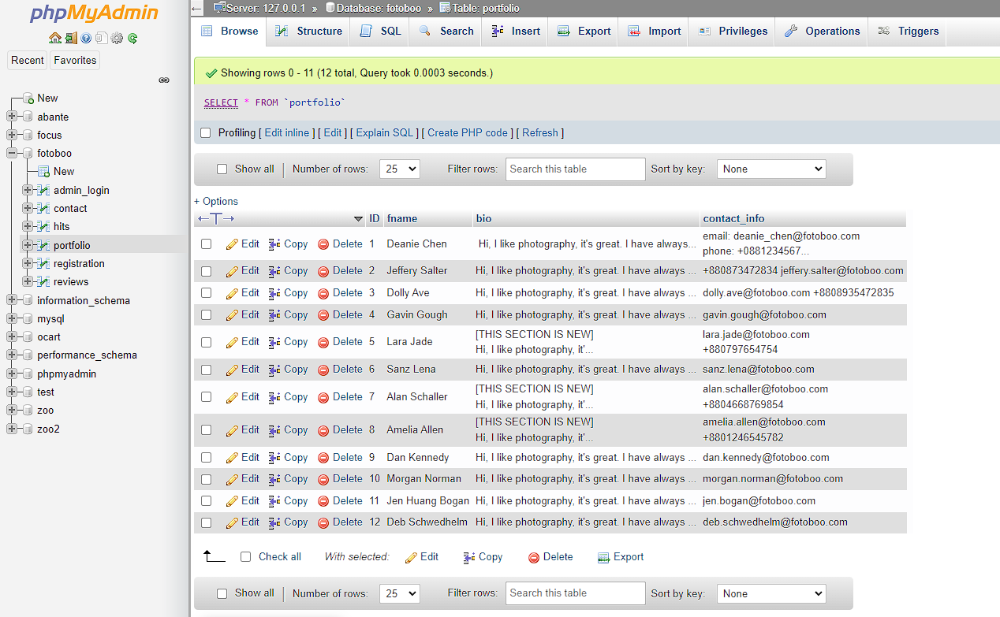 phpMyAdmin
Recent Favorites
New
abante
focus
fotoboo
New
admin_login
contact
hits
portfolio
registration
reviews
information_schema
mysql
ocart
performance_schema
phpmyadmin
test
zoo
zoo2
← Server: 127.0.0.1 » Database: fotoboo » Table: portfolio
Browse Structure SQL Search Insert Export Import Privileges Operations Triggers
Showing rows 0 - 11 (12 total, Query took 0.0003 seconds.)
SELECT * FROM `portfolio`
Profiling [ Edit inline ] [ Edit ] [ Explain SQL ] [ Create PHP code ] [ Refresh ]
Show all Number of rows: 25 Filter rows: Search this table Sort by key: None
+ Options
←T→ ID fname bio contact_info
Edit Copy Delete 1 Deanie Chen Hi, I like photography, it's great. I have always... email: deanie_chen@fotoboo.com
phone: +0881234567...
Edit Copy Delete 2 Jeffery Salter Hi, I like photography, it's great. I have always ... +880873472834 jeffery.salter@fotoboo.com
Edit Copy Delete 3 Dolly Ave Hi, I like photography, it's great. I have always ... dolly.ave@fotoboo.com +8808935472835
Edit Copy Delete 4 Gavin Gough Hi, I like photography, it's great. I have always ... gavin.gough@fotoboo.com
Edit Copy Delete 5 Lara Jade [THIS SECTION IS NEW] lara.jade@fotoboo.com
Hi, I like photography, it'... +880797654754
Edit Copy Delete 6 Sanz Lena Hi, I like photography, it's great. I have always ... sanz.lena@fotoboo.com
Edit Copy Delete 7 Alan Schaller [THIS SECTION IS NEW] alan.schaller@fotoboo.com
Hi, I like photography, it'... +8804668769854
Edit Copy Delete 8 Amelia Allen [THIS SECTION IS NEW] amelia.allen@fotoboo.com
Hi, I like photography, it'... +8801246545782
Edit Copy Delete 9 Dan Kennedy Hi, I like photography, it's great. I have always ... dan.kennedy@fotoboo.com
Edit Copy Delete 10 Morgan Norman Hi, I like photography, it's great. I have always ... morgan.norman@fotoboo.com
Edit Copy Delete 11 Jen Huang Bogan Hi, I like photography, it's great. I have always ... jen.bogan@fotoboo.com
Edit Copy Delete 12 Deb Schwedhelm Hi, I like photography, it's great. I have always ... deb.schwedhelm@fotoboo.com
Check all With selected: Edit Copy Delete Export
Show all Number of rows: 25 Filter rows: Search this table Sort by key: None